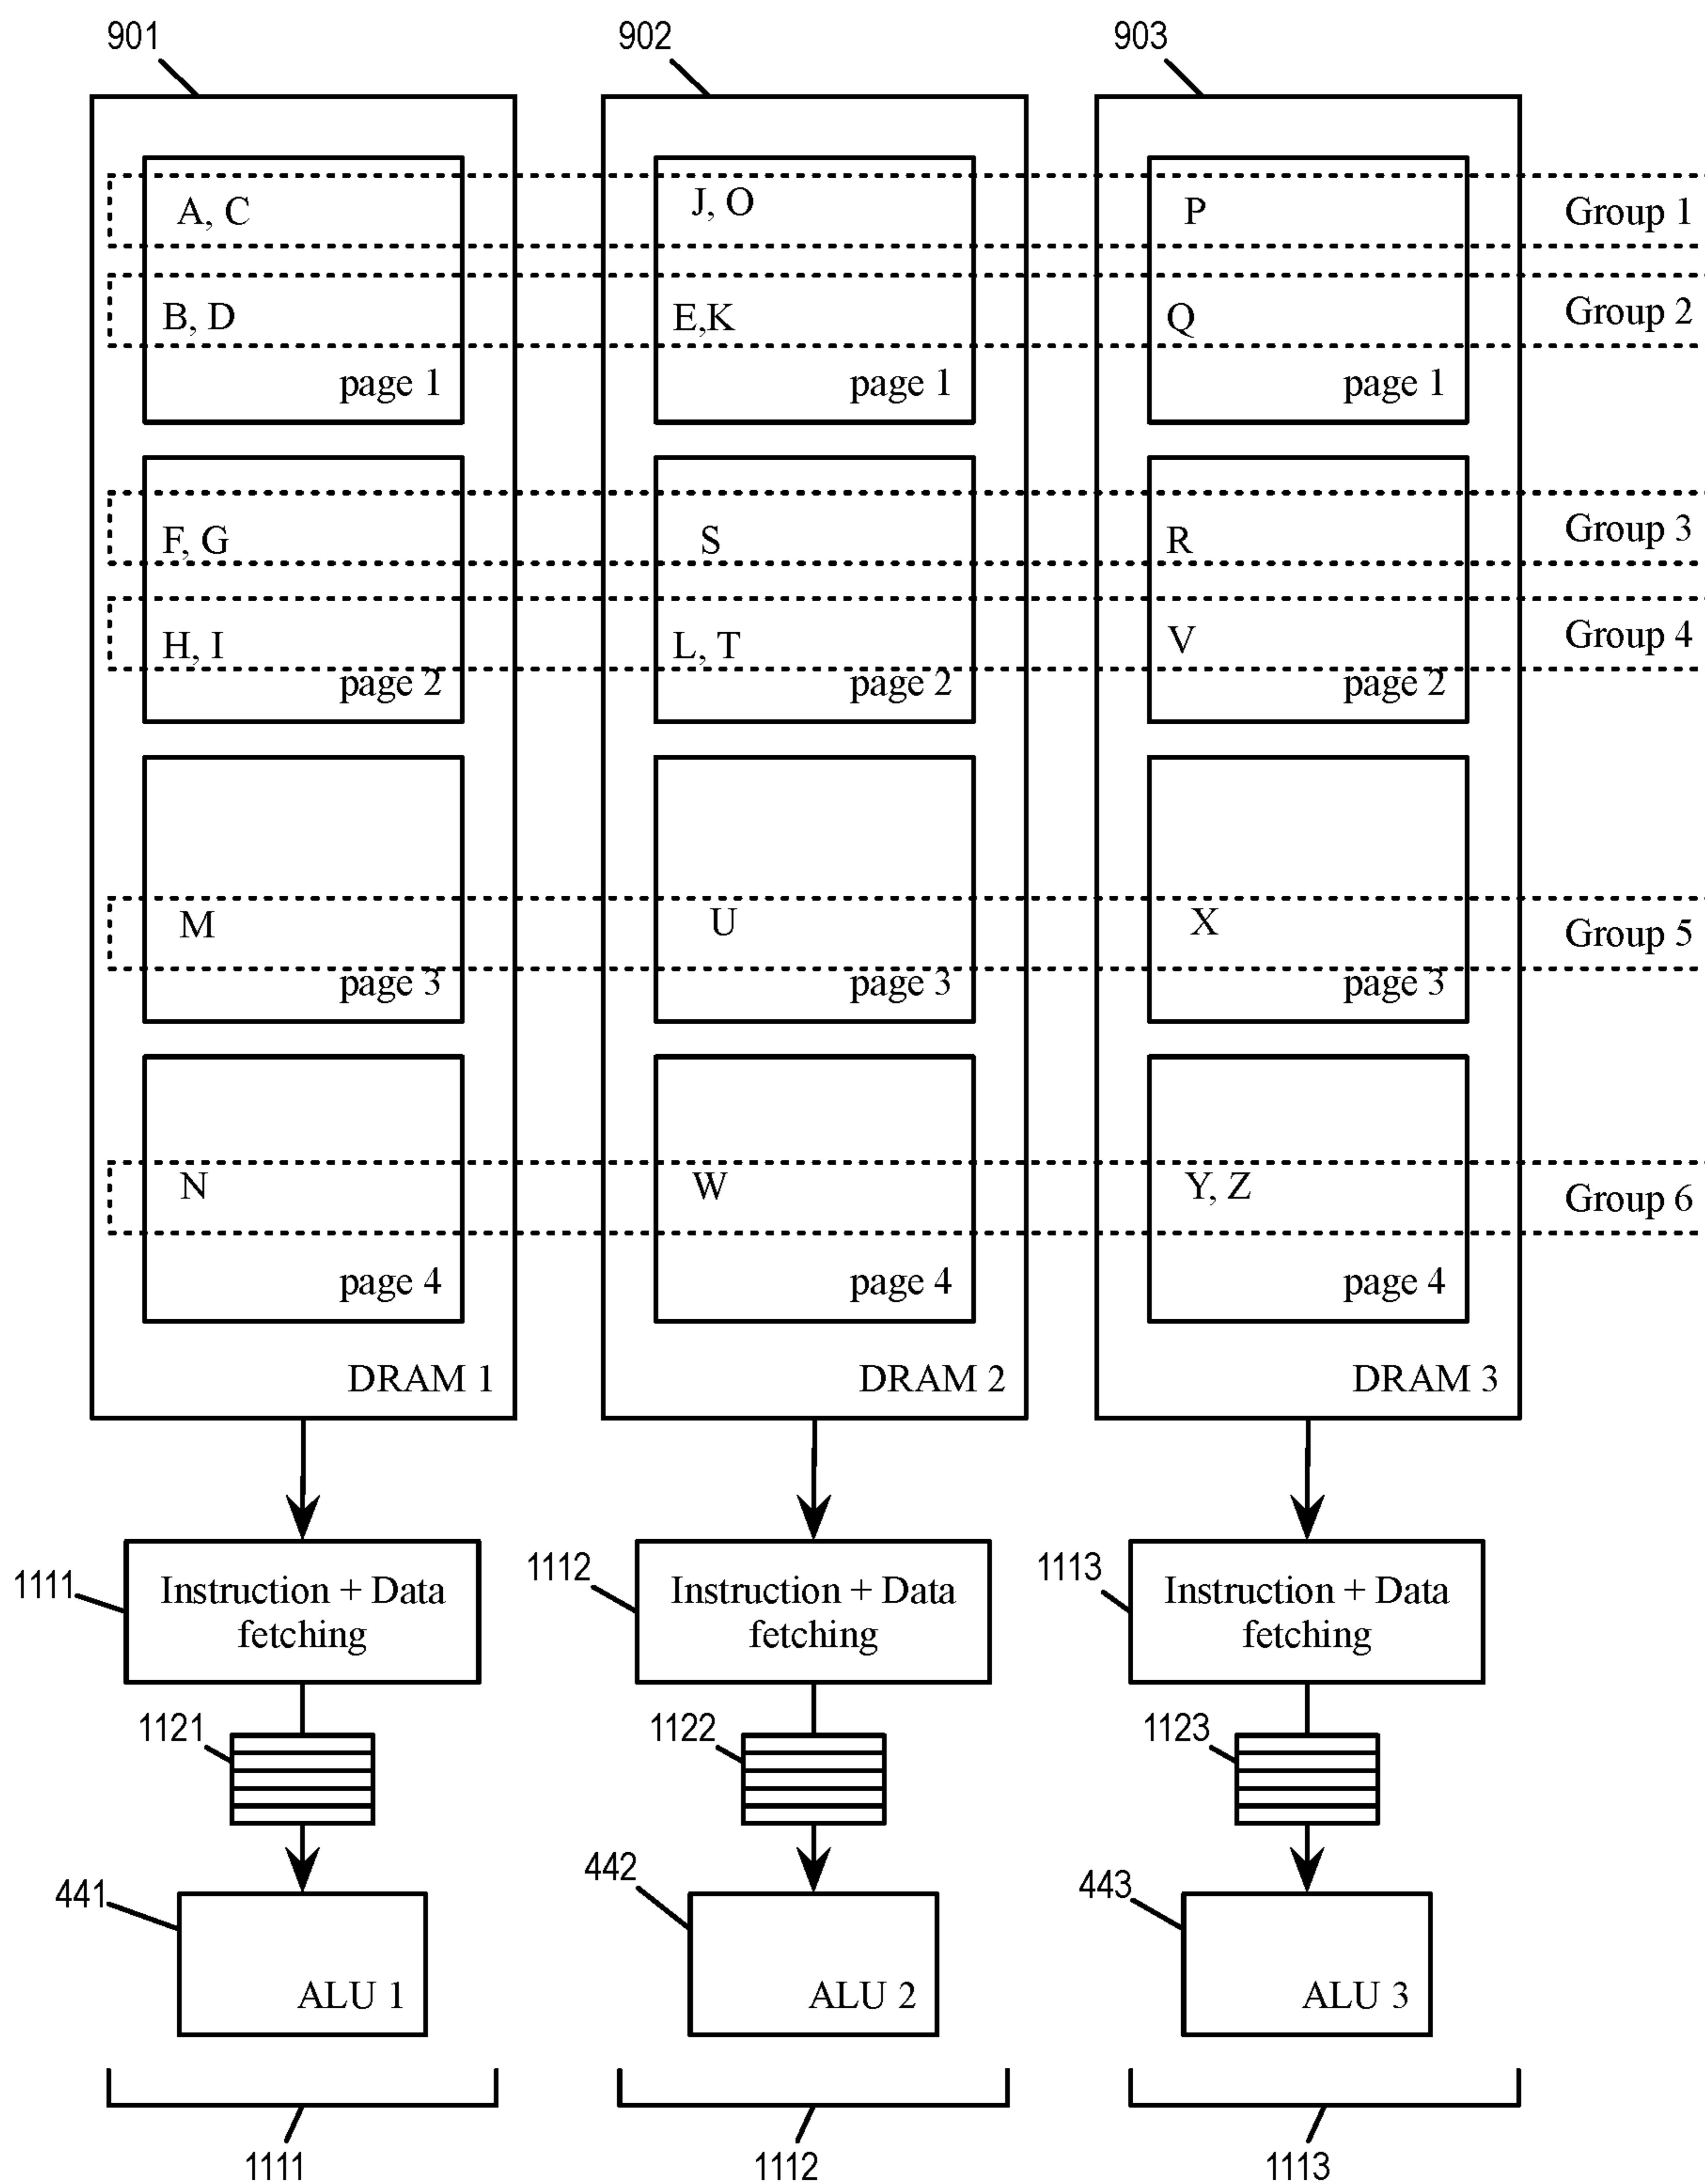 901
902
903
A, C
J, O
P
Group 1
B, D
E,K
Q
Group 2
page 1
page 1
page 1
F, G
S
R
Group 3
H, I
L, T
V
Group 4
page 2
page 2
page 2
M
U
X
Group 5
page 3
page 3
page 3
N
W
Y, Z
Group 6
page 4
page 4
page 4
DRAM 1
DRAM 2
DRAM 3
1111
Instruction + Data
fetching
1112
Instruction + Data
fetching
1113
Instruction + Data
fetching
1121
1122
1123
441
442
443
ALU 1
ALU 2
ALU 3
1111
1112
1113